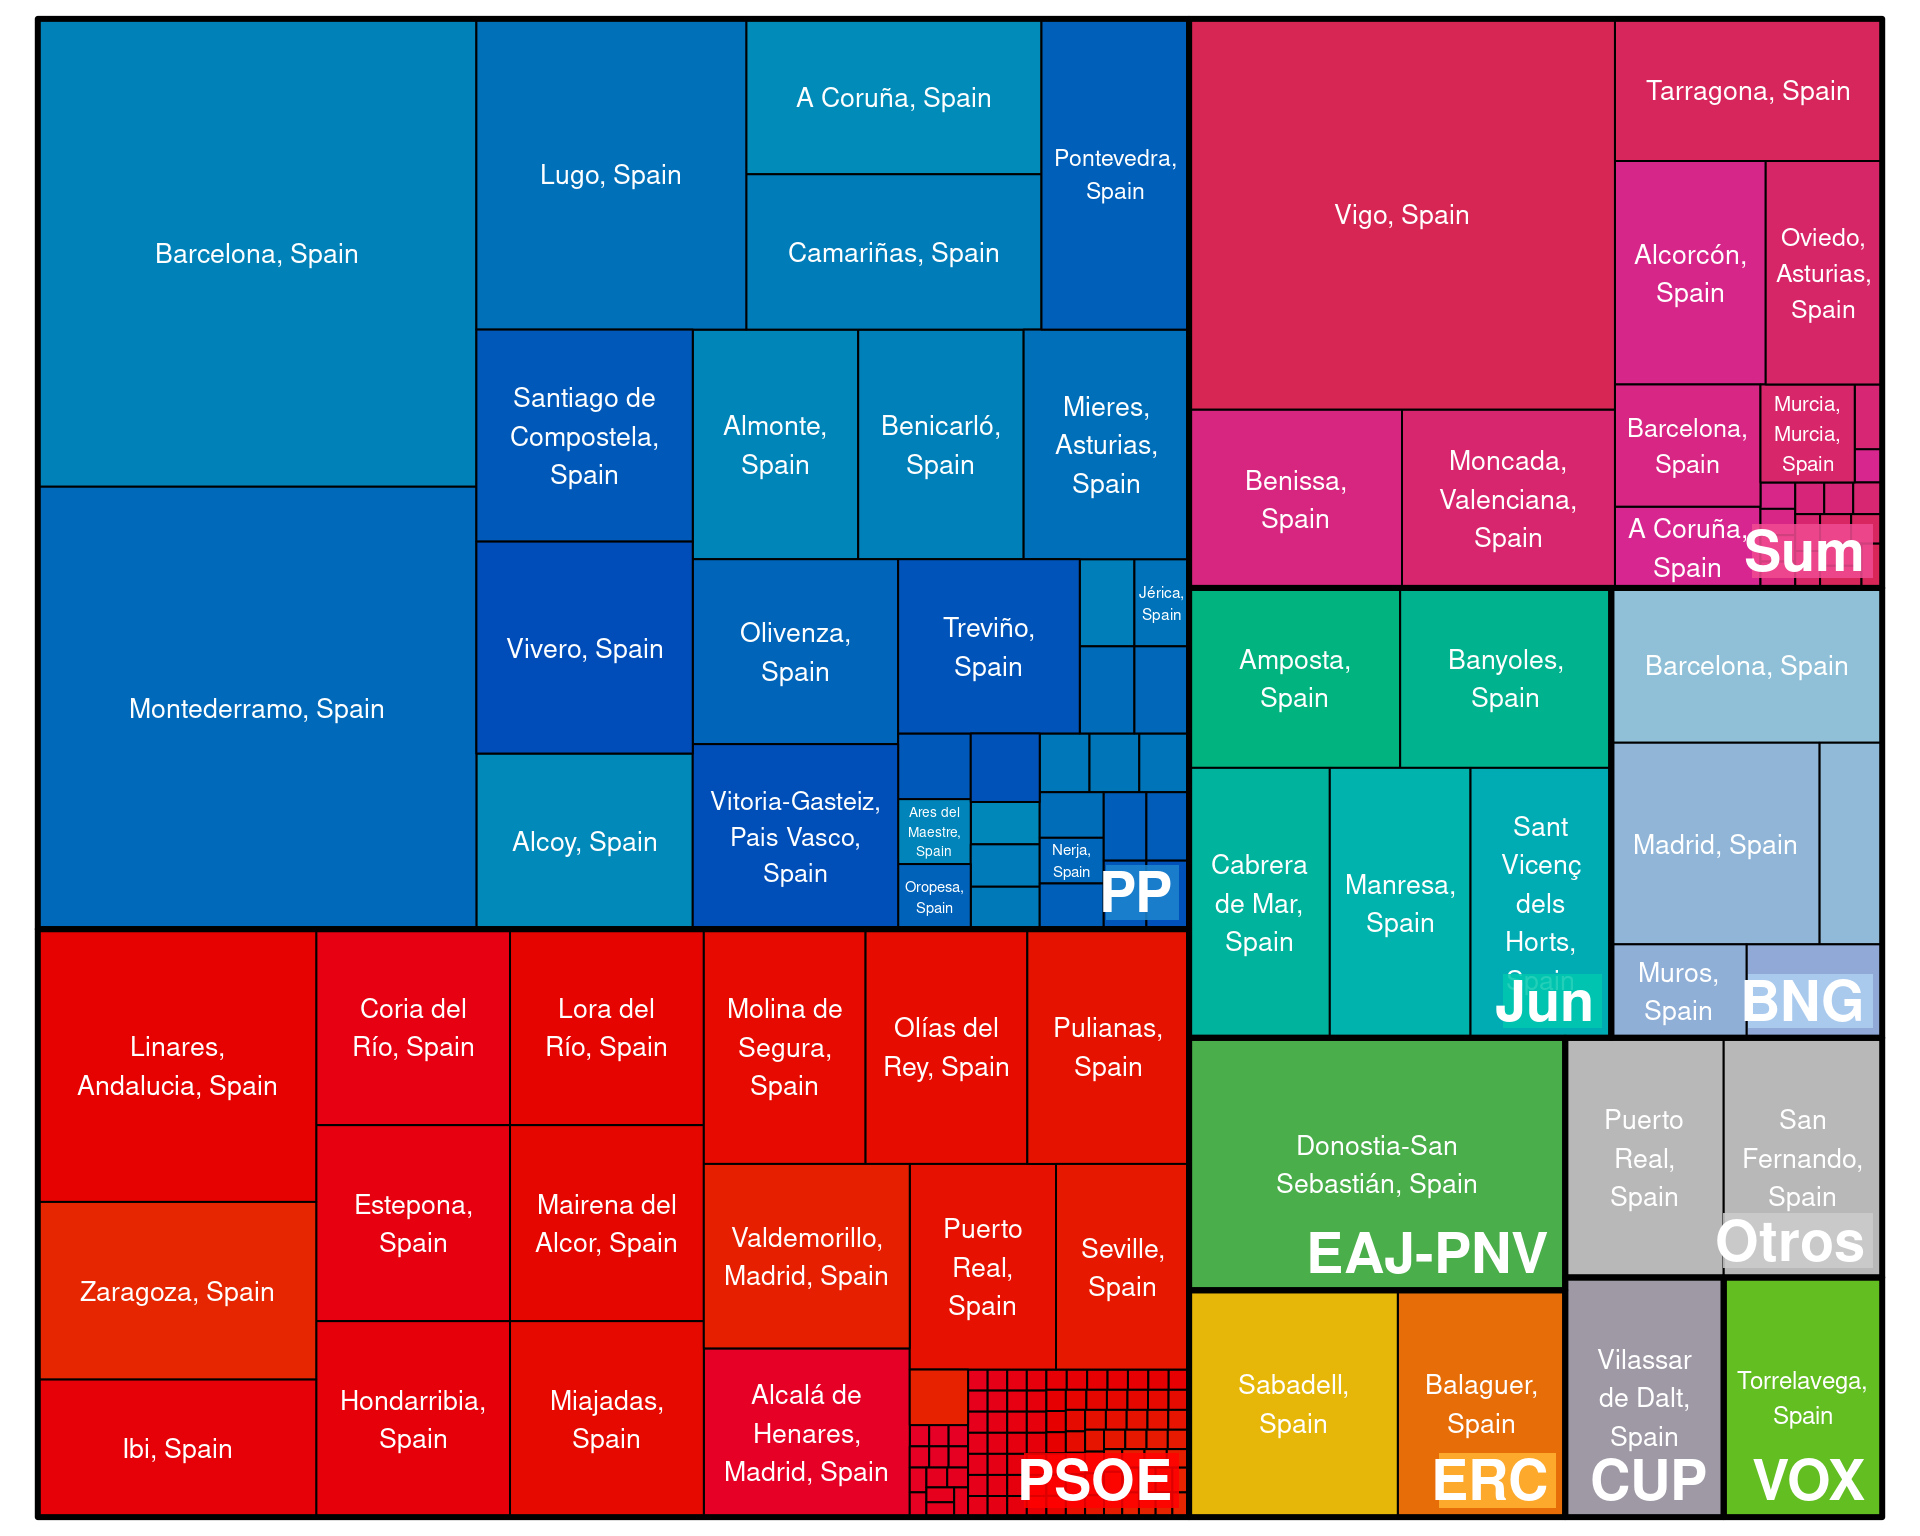 Barcelona, Spain
Montederramo, Spain
Lugo, Spain
A Coruña, Spain
Camariñas, Spain
Pontevedra,
Spain
Santiago de
Compostela,
Spain
Almonte,
Spain
Benicarló,
Spain
Mieres,
Asturias,
Spain
Vivero, Spain
Alcoy, Spain
Olivenza,
Spain
Treviño,
Spain
Jérica,
Spain
Vitoria-Gasteiz,
Pais Vasco,
Spain
Ares del
Maestre,
Spain
Oropesa,
Spain
Nerja,
Spain
PP
Vigo, Spain
Tarragona, Spain
Alcorcón,
Spain
Oviedo,
Asturias,
Spain
Benissa,
Spain
Moncada,
Valenciana,
Spain
Barcelona,
Spain
Murcia,
Murcia,
Spain
A Coruña,
Spain
Sum
Amposta,
Spain
Banyoles,
Spain
Cabrera
de Mar,
Spain
Manresa,
Spain
Sant
Vicenç
dels
Horts,
Spain
Jun
Barcelona, Spain
Madrid, Spain
Muros,
Spain
BNG
Linares,
Andalucia, Spain
Zaragoza, Spain
Ibi, Spain
Coria del
Río, Spain
Lora del
Río, Spain
Estepona,
Spain
Mairena del
Alcor, Spain
Hondarribia,
Spain
Miajadas,
Spain
Molina de
Segura,
Spain
Olías del
Rey, Spain
Pulianas,
Spain
Valdemorillo,
Madrid, Spain
Puerto
Real,
Spain
Seville,
Spain
Alcalá de
Henares,
Madrid, Spain
PSOE
Donostia-San
Sebastián, Spain
EAJ-PNV
Puerto
Real,
Spain
San
Fernando,
Spain
Otros
Sabadell,
Spain
Balaguer,
Spain
ERC
Vilassar
de Dalt,
Spain
CUP
Torrelavega,
Spain
VOX